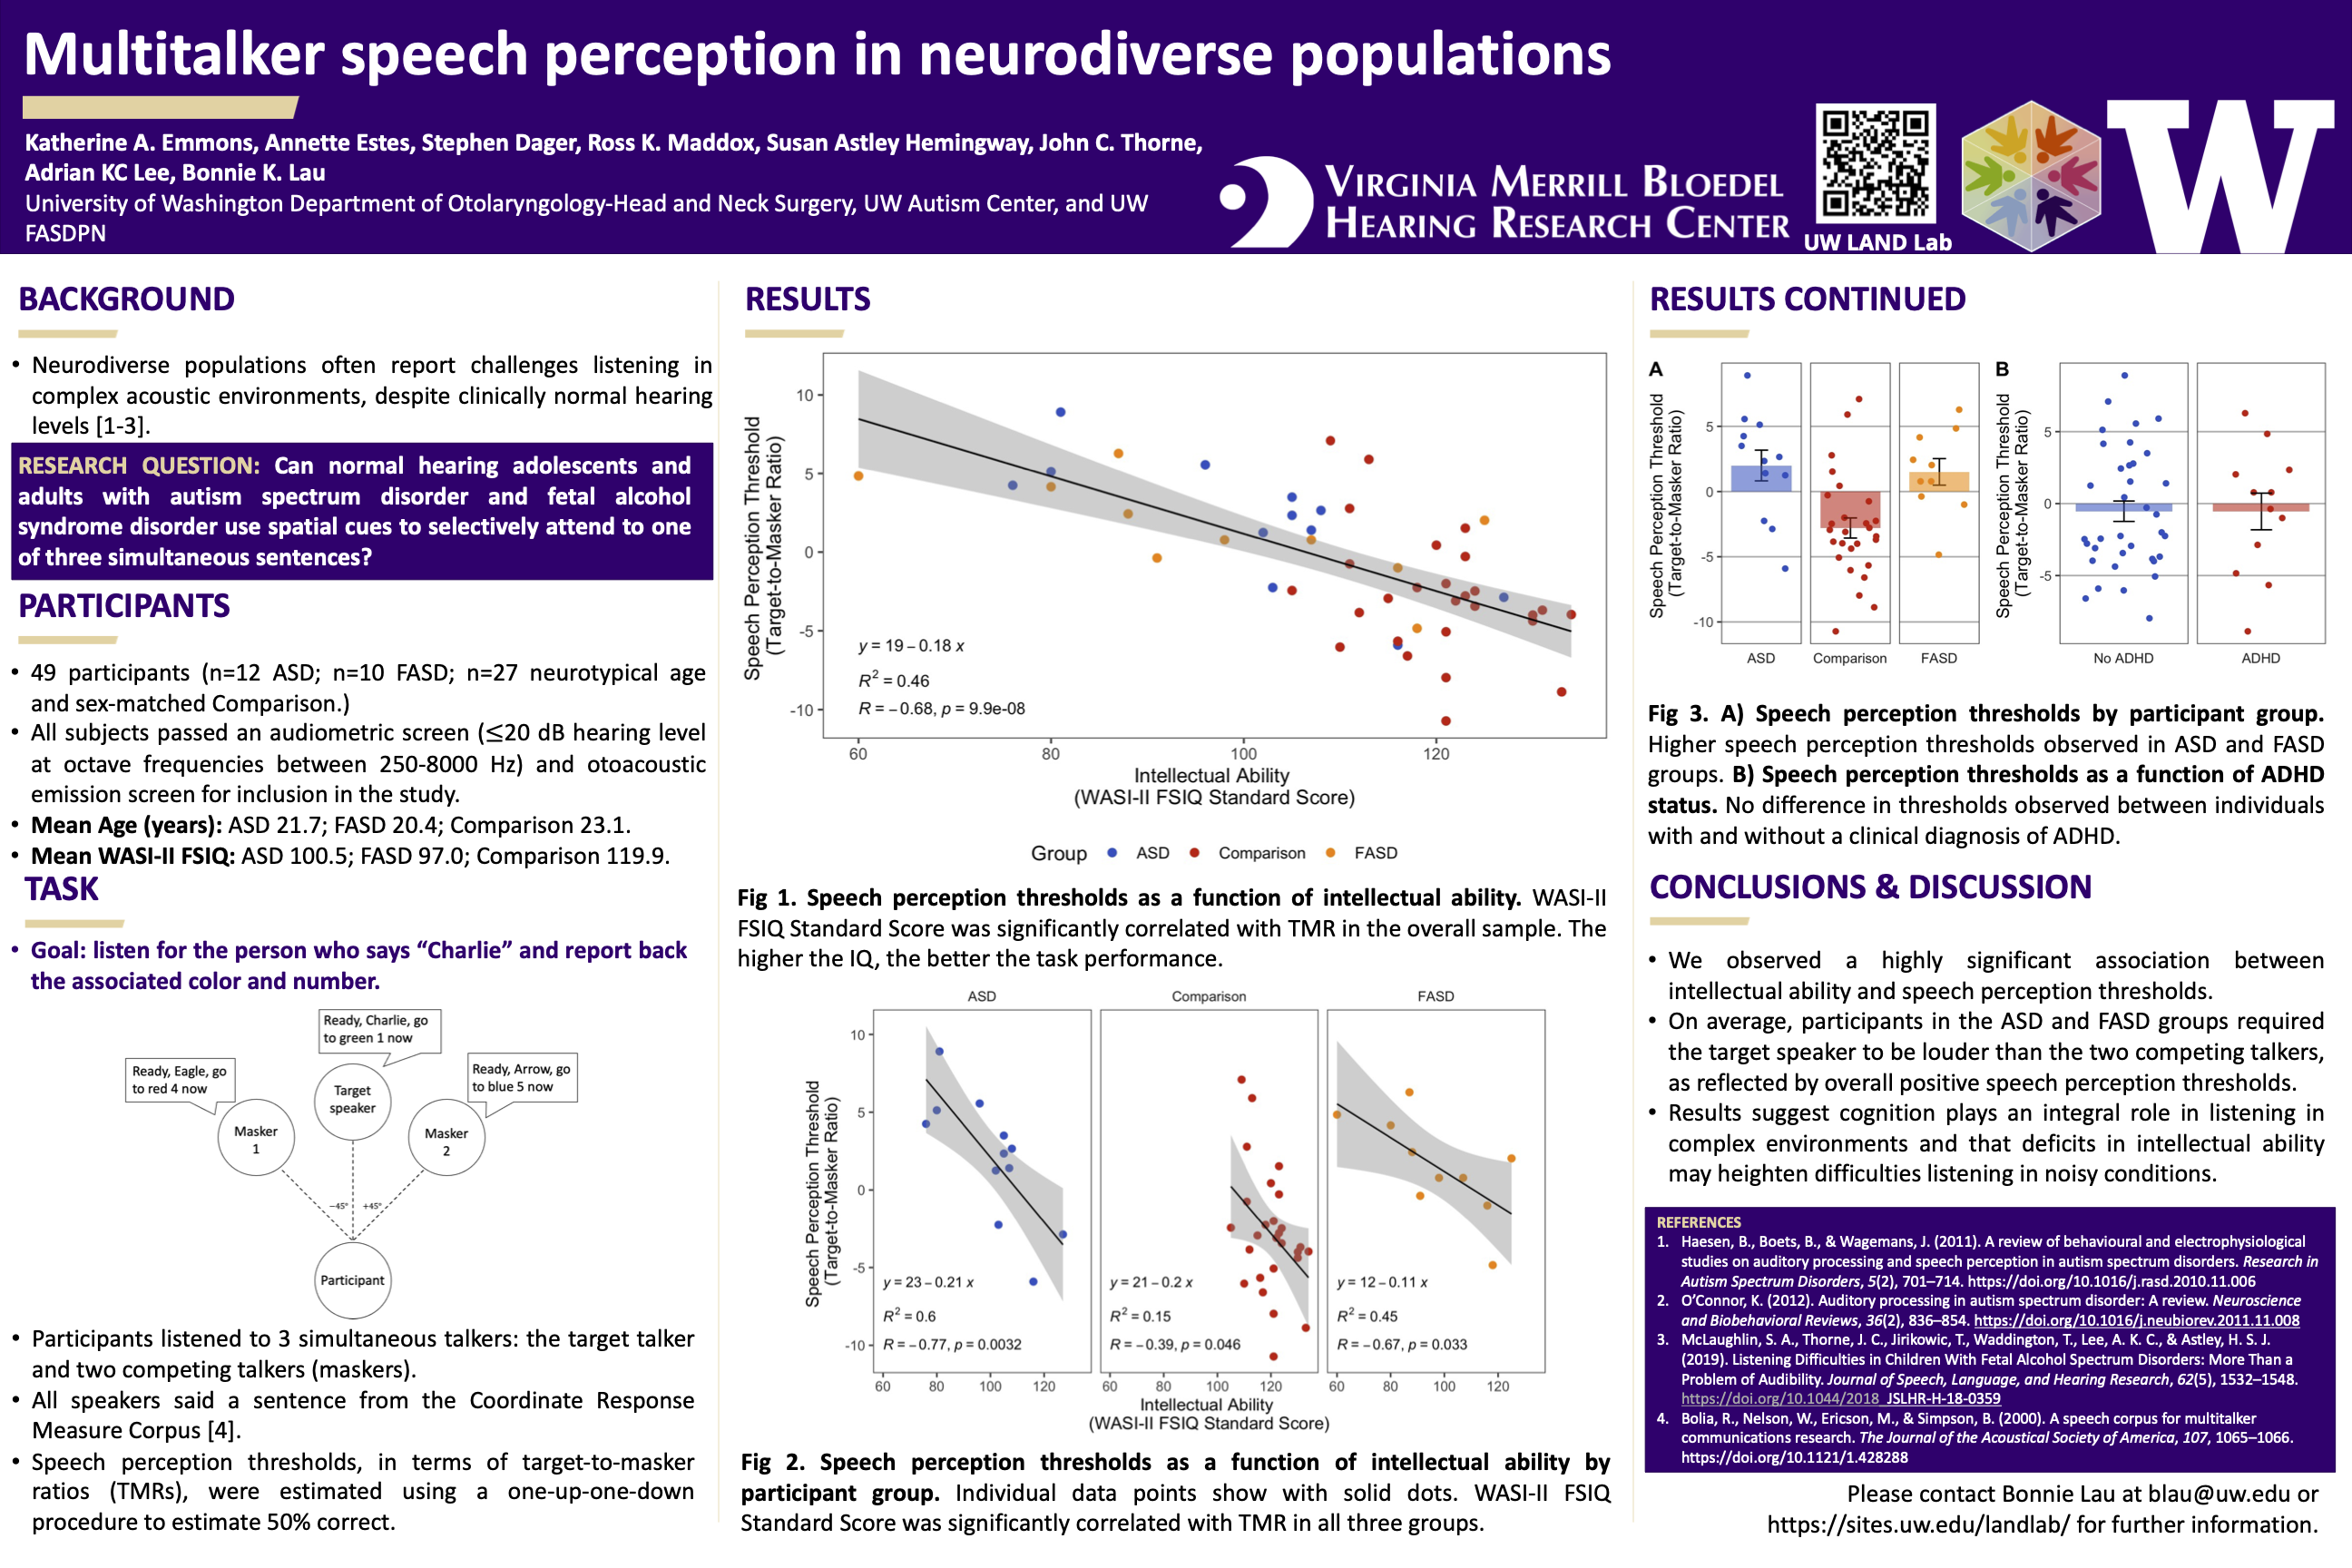 Multitalker speech perception in neurodiverse populations
Katherine A. Emmons, Annette Estes, Stephen Dager, Ross K. Maddox, Susan Astley Hemingway, John C. Thorne,
Adrian KC Lee, Bonnie K. Lau
University of Washington Department of Otolaryngology-Head and Neck Surgery, UW Autism Center, and UW
FASDPN
VIRGINIA MERRILL BLOEDEL
HEARING RESEARCH CENTER
UW LAND Lab
W
BACKGROUND
• Neurodiverse populations often report challenges listening in
complex acoustic environments, despite clinically normal hearing
levels [1-3].
RESEARCH QUESTION: Can normal hearing adolescents and
adults with autism spectrum disorder and fetal alcohol
syndrome disorder use spatial cues to selectively attend to one
of three simultaneous sentences?
PARTICIPANTS
• 49 participants (n=12 ASD; n=10 FASD; n=27 neurotypical age
and sex-matched Comparison.)
• All subjects passed an audiometric screen (≤20 dB hearing level
at octave frequencies between 250-8000 Hz) and otoacoustic
emission screen for inclusion in the study.
• Mean Age (years): ASD 21.7; FASD 20.4; Comparison 23.1.
• Mean WASI-II FSIQ: ASD 100.5; FASD 97.0; Comparison 119.9.
TASK
• Goal: listen for the person who says “Charlie” and report back
the associated color and number.
Ready, Charlie, go
to green 1 now
Ready, Eagle, go
to red 4 now
Ready, Arrow, go
to blue 5 now
Target
speaker
Masker
1
Masker
2
−45° +45°
Participant
• Participants listened to 3 simultaneous talkers: the target talker
and two competing talkers (maskers).
• All speakers said a sentence from the Coordinate Response
Measure Corpus [4].
• Speech perception thresholds, in terms of target-to-masker
ratios (TMRs), were estimated using a one-up-one-down
procedure to estimate 50% correct.
RESULTS
Speech Perception Threshold
(Target-to-Masker Ratio)
10
5
0
-5
-10
y = 19 − 0.18 x
R² = 0.46
R = −0.68, p = 9.9e-08
60 80 100 120
Intellectual Ability
(WASI-II FSIQ Standard Score)
Group ASD Comparison FASD
Fig 1. Speech perception thresholds as a function of intellectual ability. WASI-II
FSIQ Standard Score was significantly correlated with TMR in the overall sample. The
higher the IQ, the better the task performance.
ASD Comparison FASD
Speech Perception Threshold
(Target-to-Masker Ratio)
10
5
0
-5
-10
y = 23 − 0.21 x
R² = 0.6
R = −0.77, p = 0.0032
y = 21 − 0.2 x
R² = 0.15
R = −0.39, p = 0.046
y = 12 − 0.11 x
R² = 0.45
R = −0.67, p = 0.033
60 80 100 120 60 80 100 120 60 80 100 120
Intellectual Ability
(WASI-II FSIQ Standard Score)
Fig 2. Speech perception thresholds as a function of intellectual ability by
participant group. Individual data points show with solid dots. WASI-II FSIQ
Standard Score was significantly correlated with TMR in all three groups.
RESULTS CONTINUED
A
Speech Perception Threshold
(Target-to-Masker Ratio)
5
0
-5
-10
ASD Comparison FASD
B
Speech Perception Threshold
(Target-to-Masker Ratio)
5
0
-5
No ADHD ADHD
Fig 3. A) Speech perception thresholds by participant group.
Higher speech perception thresholds observed in ASD and FASD
groups. B) Speech perception thresholds as a function of ADHD
status. No difference in thresholds observed between individuals
with and without a clinical diagnosis of ADHD.
CONCLUSIONS & DISCUSSION
• We observed a highly significant association between
intellectual ability and speech perception thresholds.
• On average, participants in the ASD and FASD groups required
the target speaker to be louder than the two competing talkers,
as reflected by overall positive speech perception thresholds.
• Results suggest cognition plays an integral role in listening in
complex environments and that deficits in intellectual ability
may heighten difficulties listening in noisy conditions.
REFERENCES
1. Haesen, B., Boets, B., & Wagemans, J. (2011). A review of behavioural and electrophysiological
studies on auditory processing and speech perception in autism spectrum disorders. Research in
Autism Spectrum Disorders, 5(2), 701–714. https://doi.org/10.1016/j.rasd.2010.11.006
2. O’Connor, K. (2012). Auditory processing in autism spectrum disorder: A review. Neuroscience
and Biobehavioral Reviews, 36(2), 836–854. https://doi.org/10.1016/j.neubiorev.2011.11.008
3. McLaughlin, S. A., Thorne, J. C., Jirikowic, T., Waddington, T., Lee, A. K. C., & Astley, H. S. J.
(2019). Listening Difficulties in Children With Fetal Alcohol Spectrum Disorders: More Than a
Problem of Audibility. Journal of Speech, Language, and Hearing Research, 62(5), 1532–1548.
https://doi.org/10.1044/2018_JSLHR-H-18-0359
4. Bolia, R., Nelson, W., Ericson, M., & Simpson, B. (2000). A speech corpus for multitalker
communications research. The Journal of the Acoustical Society of America, 107, 1065–1066.
https://doi.org/10.1121/1.428288
Please contact Bonnie Lau at blau@uw.edu or
https://sites.uw.edu/landlab/ for further information.